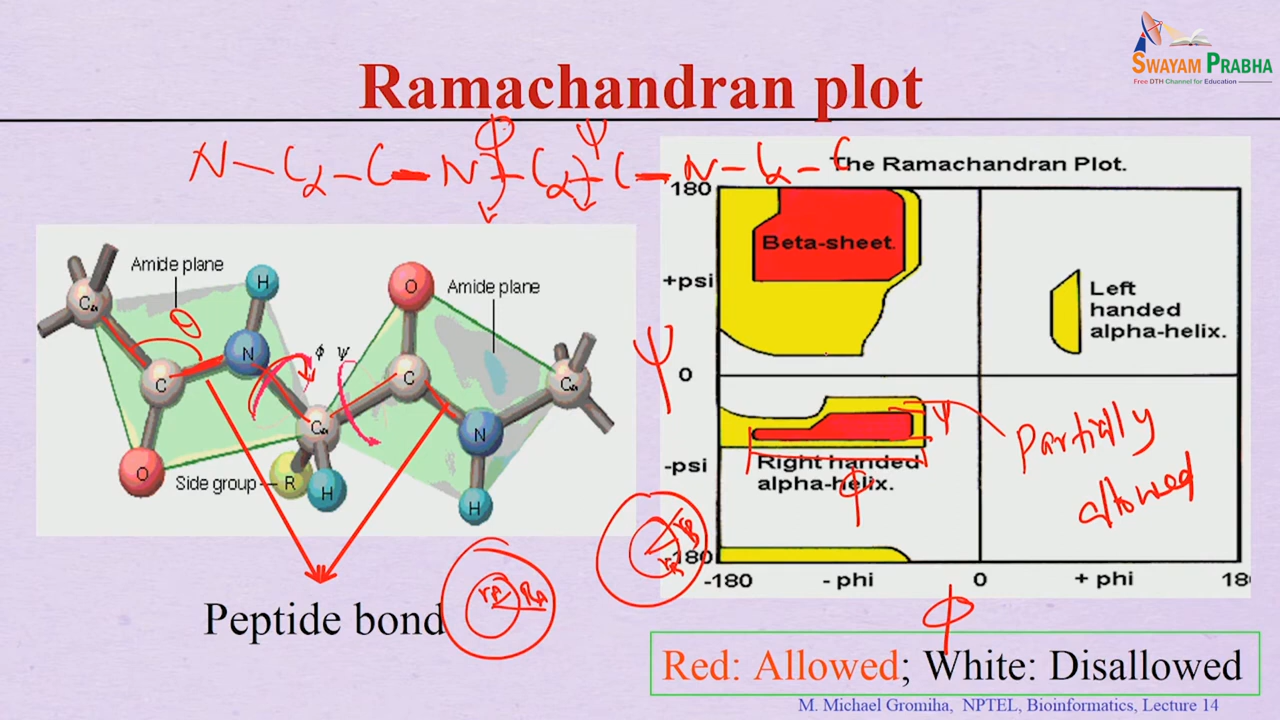 SWAYAM PRABHA
Free DTH Channel for Education
Ramachandran plot
φ ψ
N - Cα - C - N - Cα - C - N - Cα - C
The Ramachandran Plot.
Amide plane
θ
H
O
Amide plane
Cα
N
φ ψ
C
C
Cα
Cα
N
O
Side group
R
H
H
180
Beta-sheet.
+psi
Left
handed
alpha-helix.
ψ
0
ψ
Partially
allowed
-psi
Right handed
alpha-helix.
φ
-180
-180
- phi
0
+ phi
18
φ
rA RA
Peptide bond
Red: Allowed; White: Disallowed
M. Michael Gromiha, NPTEL, Bioinformatics, Lecture 14